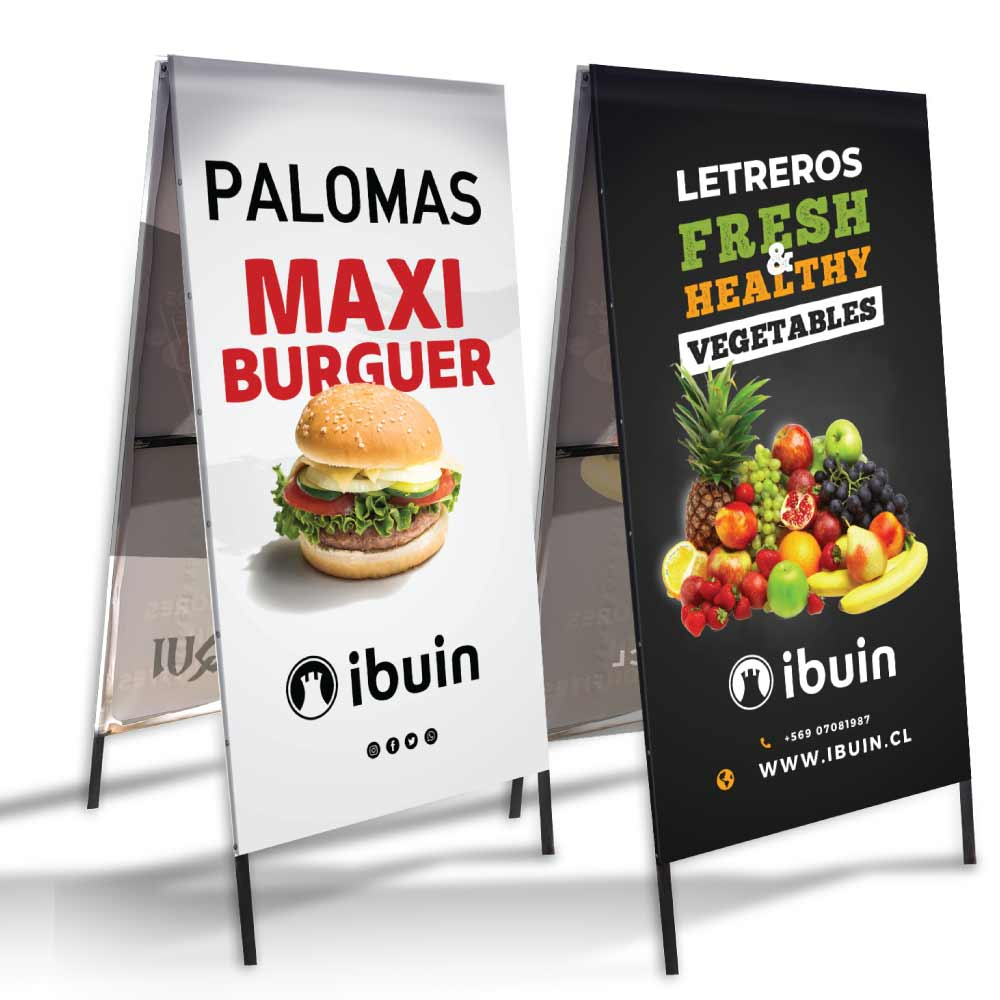 PALOMAS
MAXI
BURGUER
ibuin
LETREROS
FRESH
&
HEALTHY
VEGETABLES
ibuin
+569 07081987
WWW.IBUIN.CL